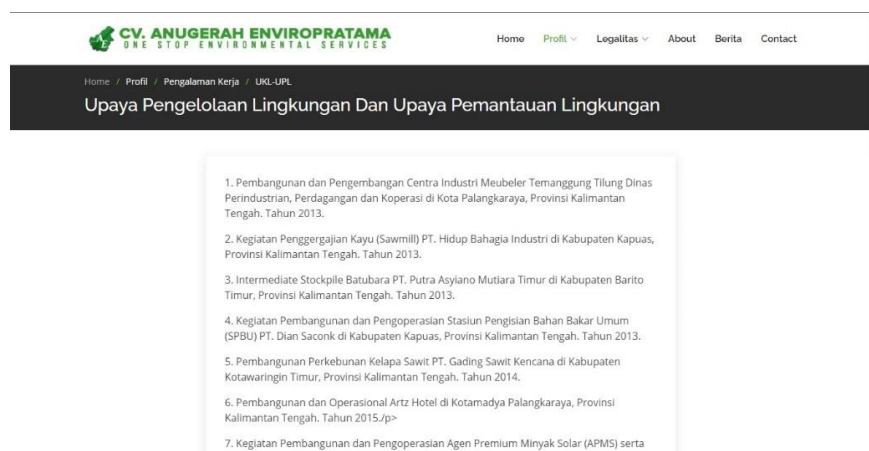 CV. ANUGERAH ENVIROPRATAMA
ONE STOP ENVIRONMENTAL SERVICES
Home Profil Legalitas About Berita Contact
Home / Profil / Pengalaman Kerja / UKL-UPL
Upaya Pengelolaan Lingkungan Dan Upaya Pemantauan Lingkungan
1. Pembangunan dan Pengembangan Centra Industri Meubeler Temanggung Tilung Dinas
Perindustrian, Perdagangan dan Koperasi di Kota Palangkaraya, Provinsi Kalimantan
Tengah. Tahun 2013.
2. Kegiatan Penggergajian Kayu (Sawmill) PT. Hidup Bahagia Industri di Kabupaten Kapuas,
Provinsi Kalimantan Tengah. Tahun 2013.
3. Intermediate Stockpile Batubara PT. Putra Asyiano Mutiara Timur di Kabupaten Barito
Timur, Provinsi Kalimantan Tengah. Tahun 2013.
4. Kegiatan Pembangunan dan Pengoperasian Stasiun Pengisian Bahan Bakar Umum
(SPBU) PT. Dian Saconk di Kabupaten Kapuas, Provinsi Kalimantan Tengah. Tahun 2013.
5. Pembangunan Perkebunan Kelapa Sawit PT. Gading Sawit Kencana di Kabupaten
Kotawaringin Timur, Provinsi Kalimantan Tengah. Tahun 2014.
6. Pembangunan dan Operasional Artz Hotel di Kotamadya Palangkaraya, Provinsi
Kalimantan Tengah. Tahun 2015./p>
7. Kegiatan Pembangunan dan Pengoperasian Agen Premium Minyak Solar (APMS) serta